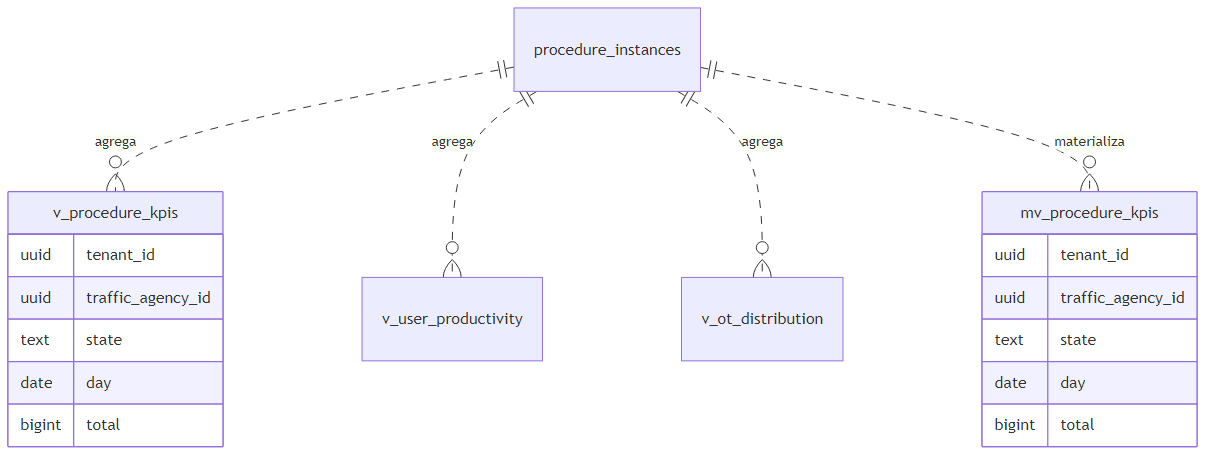 procedure_instances
agrega
agrega
agrega
materializa
v_procedure_kpis
uuid tenant_id
uuid traffic_agency_id
text state
date day
bigint total
v_user_productivity
v_ot_distribution
mv_procedure_kpis
uuid tenant_id
uuid traffic_agency_id
text state
date day
bigint total